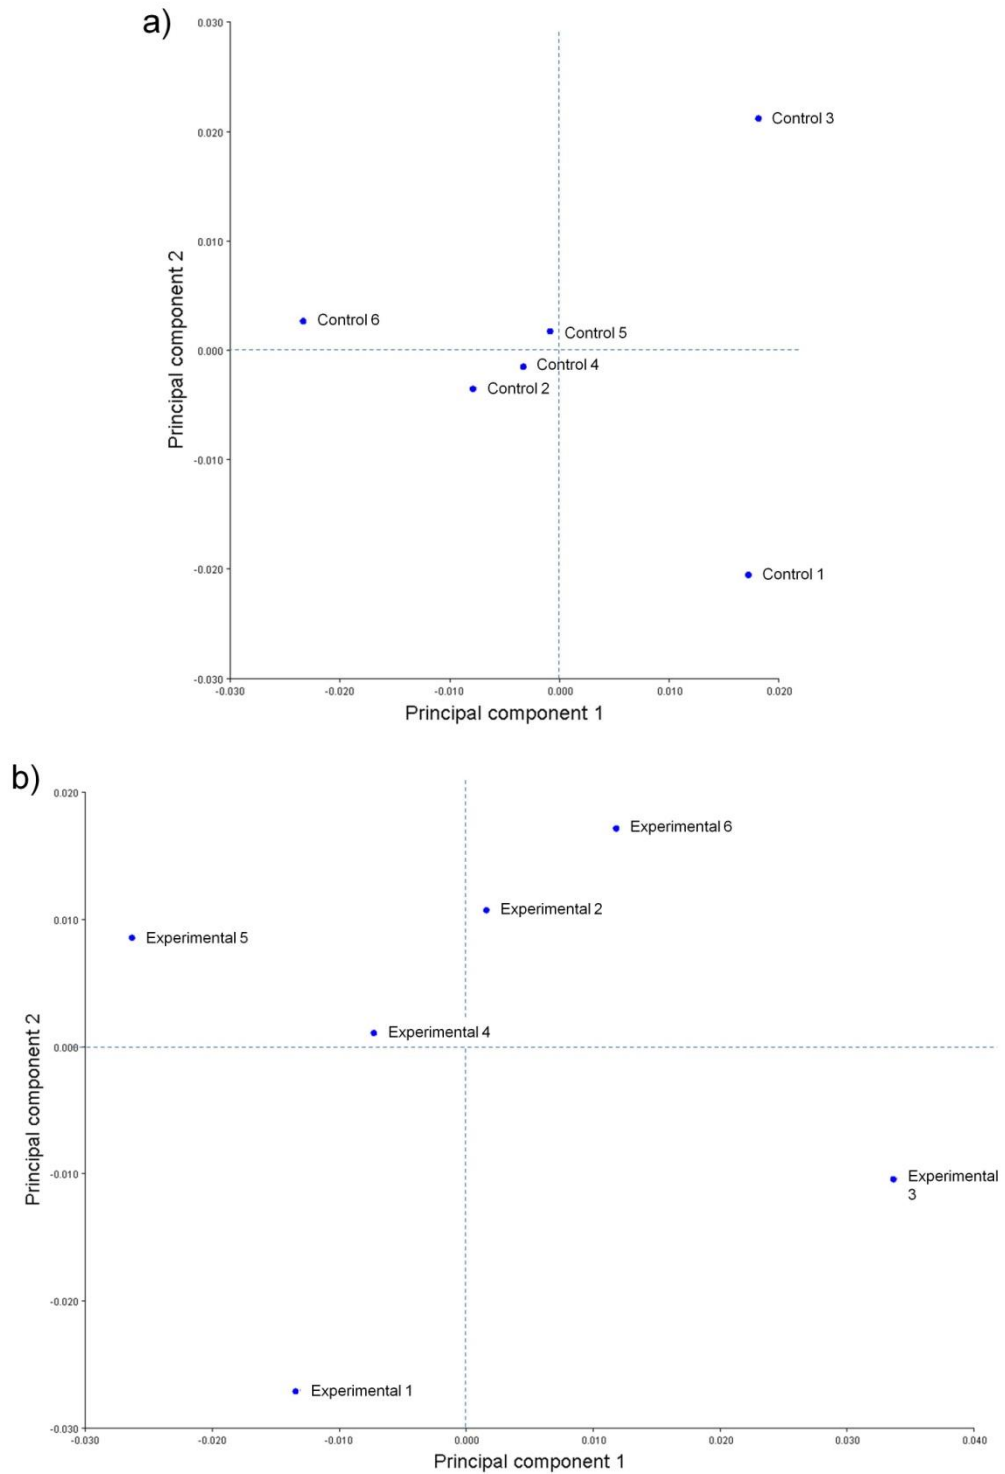 a)
0.030
Control 3
0.020
0.010
Principal component 2
Control 6
Control 5
0.000
Control 4
Control 2
-0.010
-0.020
Control 1
-0.030
-0.030 -0.020 -0.010 0.000 0.010 0.020
Principal component 1
b)
0.020
Experimental 6
0.010
Experimental 2
Experimental 5
Experimental 4
Principal component 2
0.000
-0.010
Experimental
3
-0.020
Experimental 1
-0.030
-0.030 -0.020 -0.010 0.000 0.010 0.020 0.030 0.040
Principal component 1